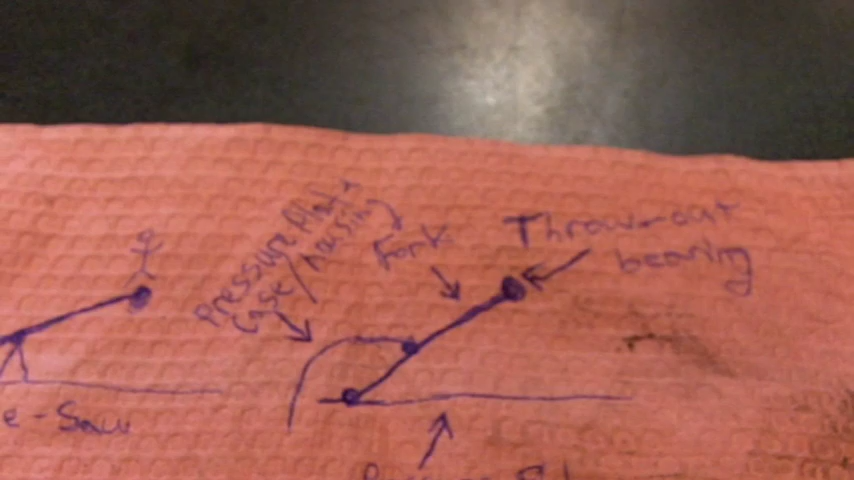 Pressure Plate
Case/housing
Fork
Throw-out
bearing
e-Saw